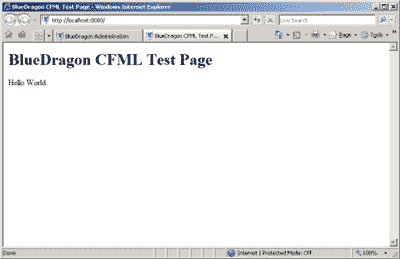 BlueDragon CFML Test Page - Windows Internet Explorer
http://localhost:8080/
Live Search
BlueDragon Administration
BlueDragon CFML Test P...
Page
Tools
BlueDragon CFML Test Page
Hello World
Done
Internet | Protected Mode: Off
100%